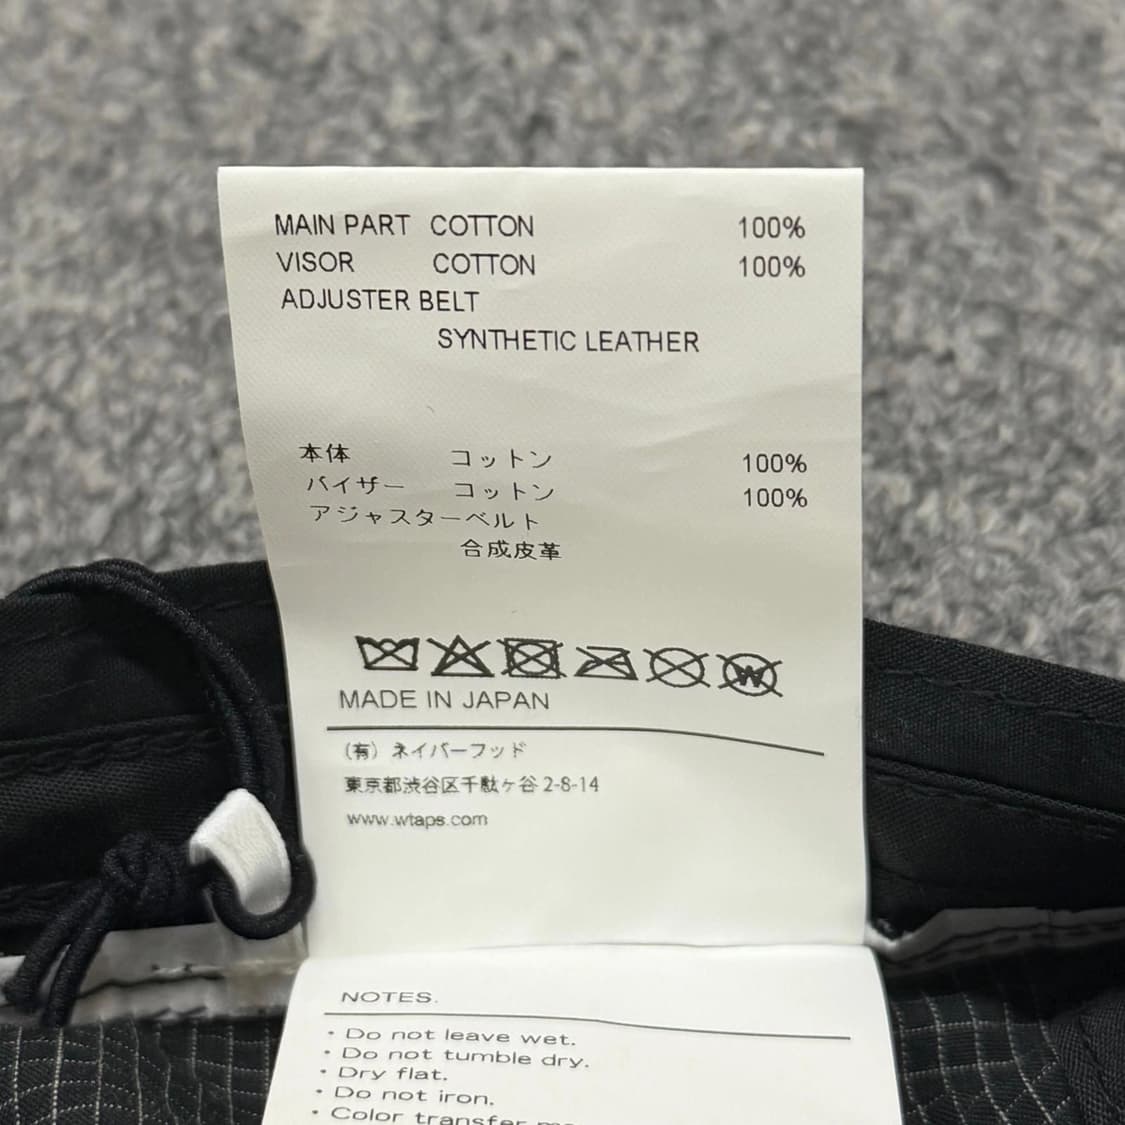 MAIN PART COTTON 100%
VISOR COTTON 100%
ADJUSTER BELT
SYNTHETIC LEATHER
本体 コットン 100%
バイザー コットン 100%
アジャスターベルト
合成皮革
W
MADE IN JAPAN
(有) ネイバーフッド
東京都渋谷区千駄ヶ谷 2-8-14
www.wtaps.com
NOTES.
• Do not leave wet.
• Do not tumble dry.
• Dry flat.
• Do not iron.
• Color transfer